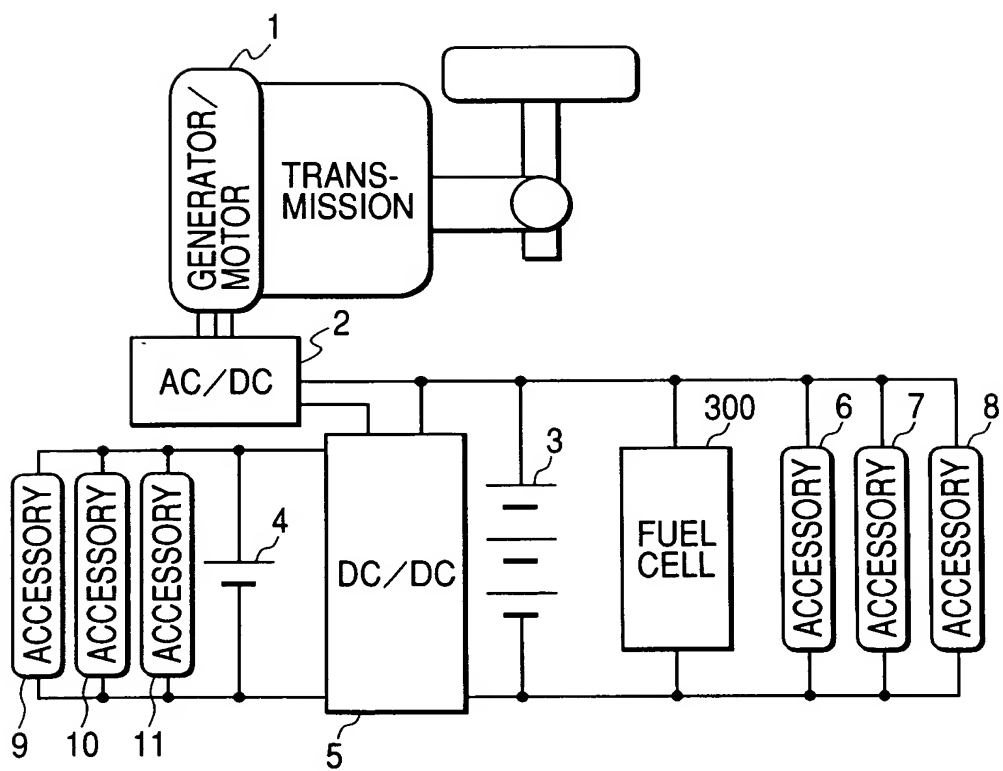 1
GENERATOR/
MOTOR
TRANS-
MISSION
2
AC/DC
300
6
7
8
3
4
ACCESSORY
ACCESSORY
ACCESSORY
DC/DC
FUEL
CELL
ACCESSORY
ACCESSORY
ACCESSORY
9
10
11
5